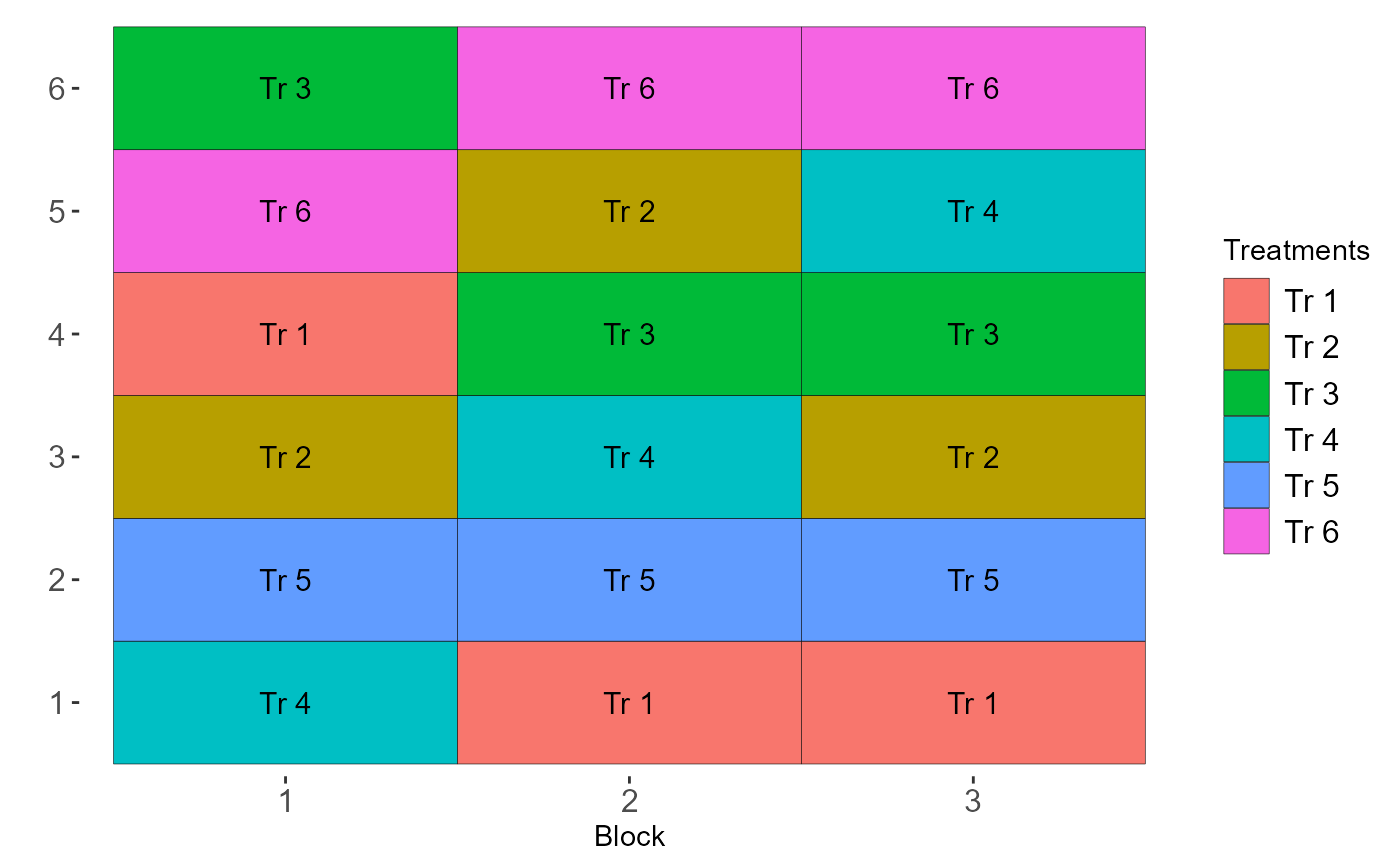 6 Tr 3 Tr 6 Tr 6
5 Tr 6 Tr 2 Tr 4
4 Tr 1 Tr 3 Tr 3
3 Tr 2 Tr 4 Tr 2
2 Tr 5 Tr 5 Tr 5
1 Tr 4 Tr 1 Tr 1
1 2 3
Block
Treatments
Tr 1
Tr 2
Tr 3
Tr 4
Tr 5
Tr 6